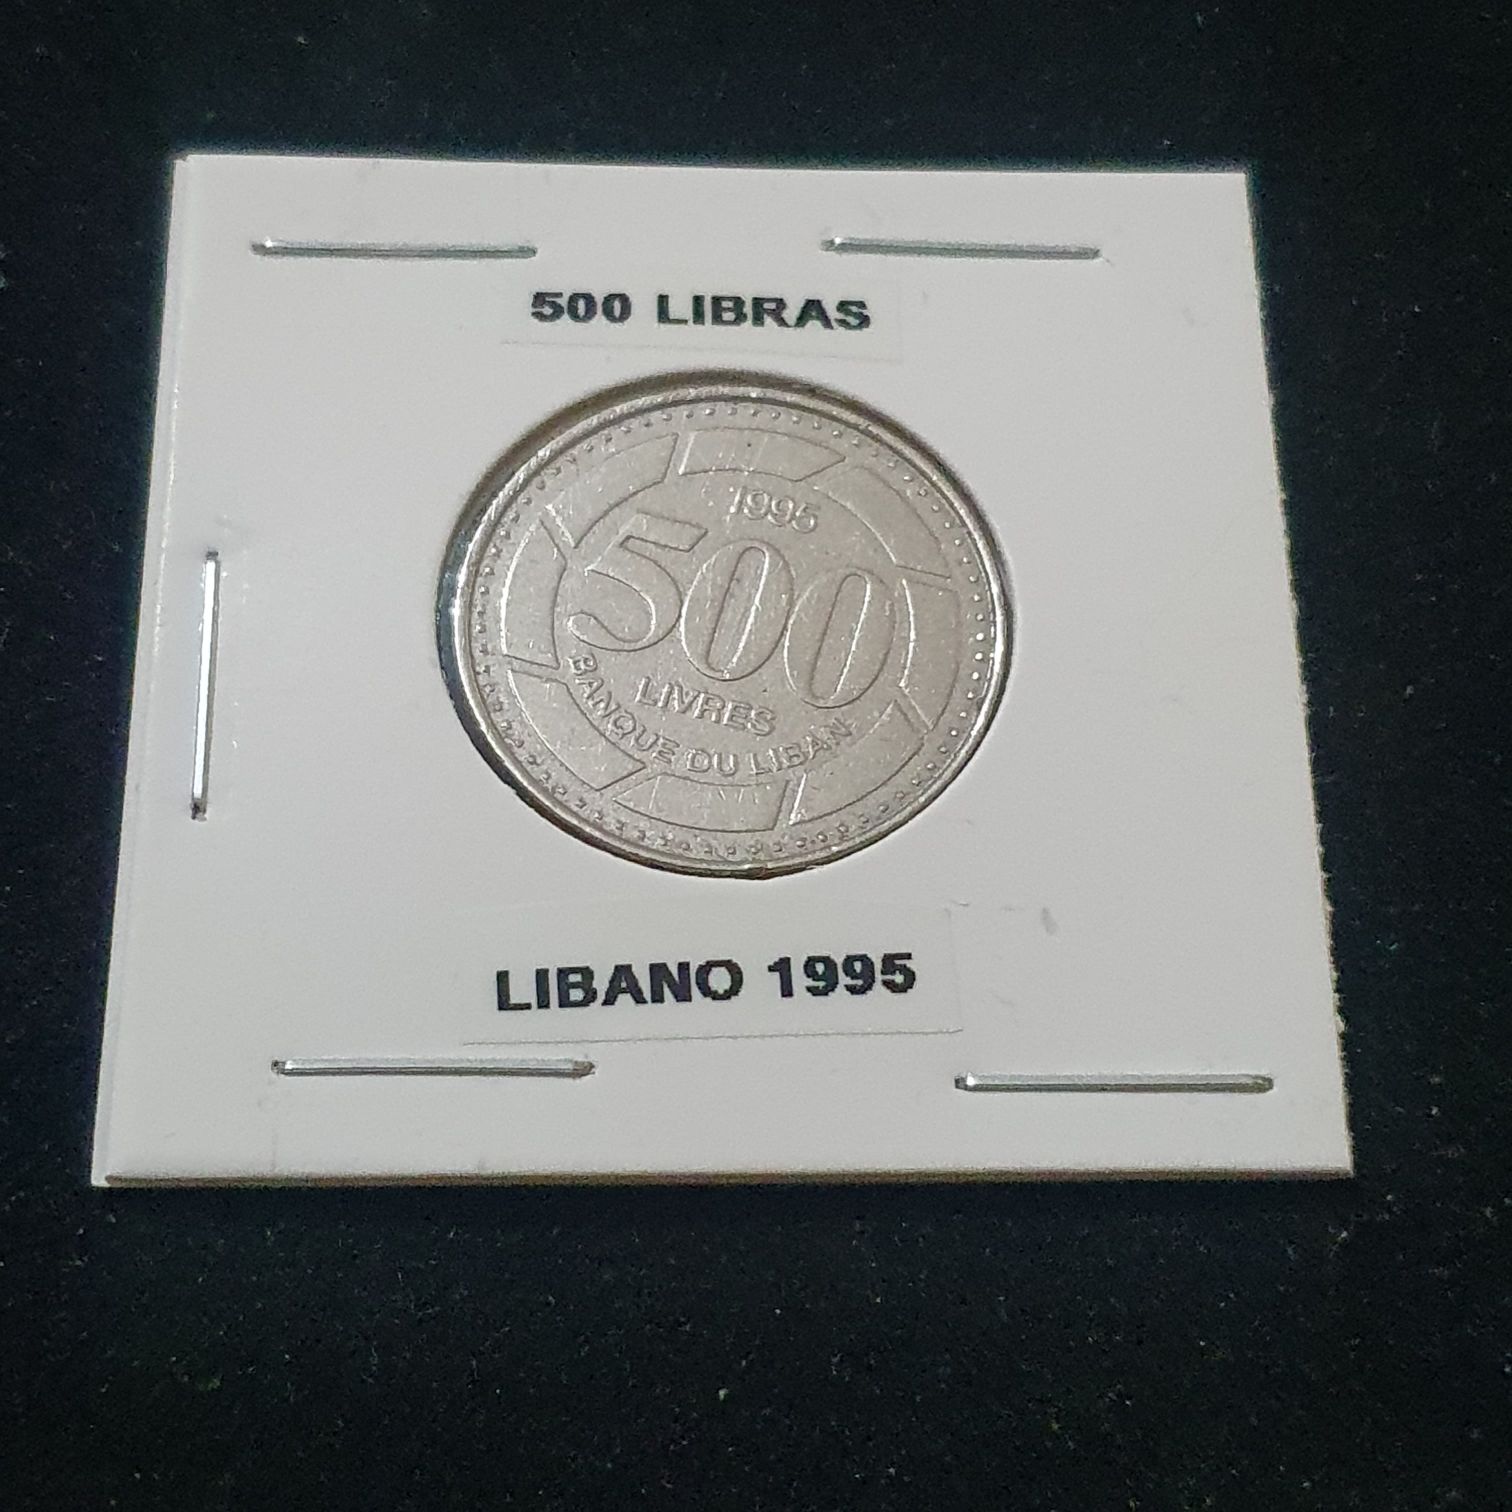 500 LIBRAS
1995
500
LIVRES
BANQUE DU LIBAN
LIBANO 1995